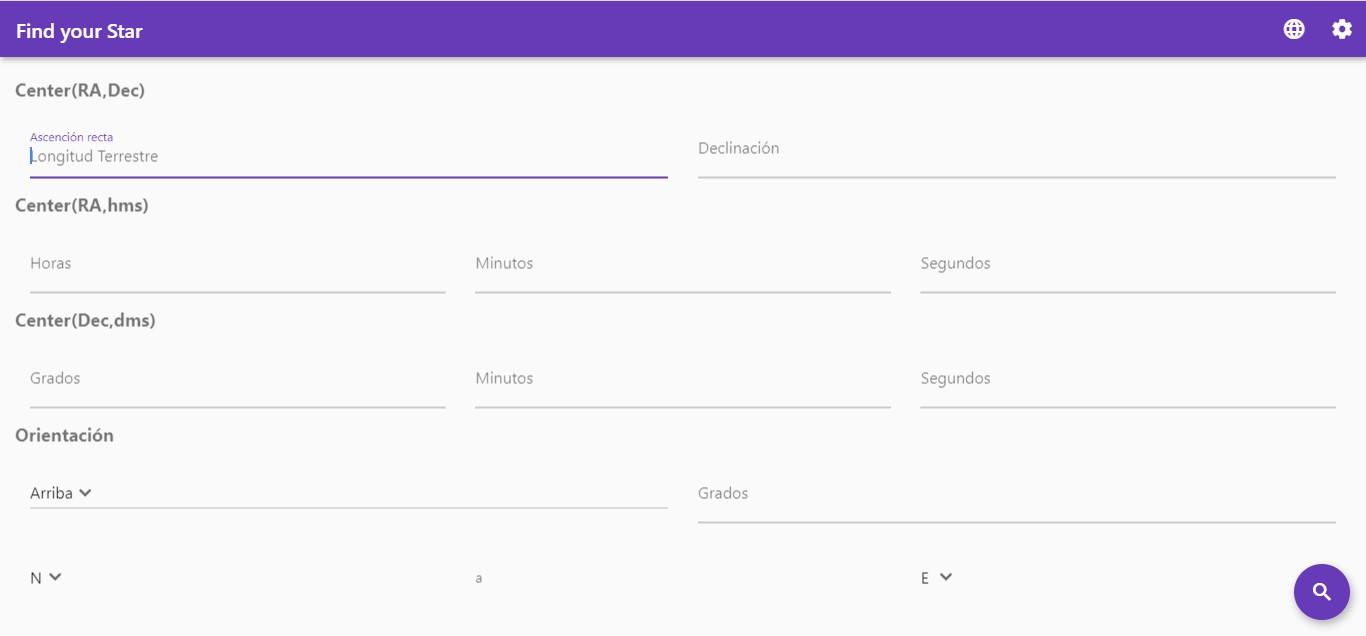 Find your Star
Center(RA,Dec)
Ascención recta
Longitud Terrestre
Declinación
Center(RA,hms)
Horas
Minutos
Segundos
Center(Dec,dms)
Grados
Minutos
Segundos
Orientación
Arriba
Grados
N
a
E